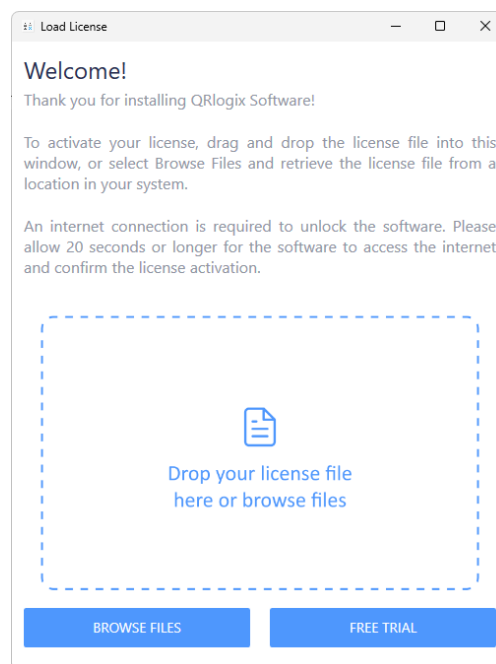 Load License
Welcome!
Thank you for installing QRlogix Software!
To activate your license, drag and drop the license file into this
window, or select Browse Files and retrieve the license file from a
location in your system.
An internet connection is required to unlock the software. Please
allow 20 seconds or longer for the software to access the internet
and confirm the license activation.
Drop your license file
here or browse files
BROWSE FILES
FREE TRIAL